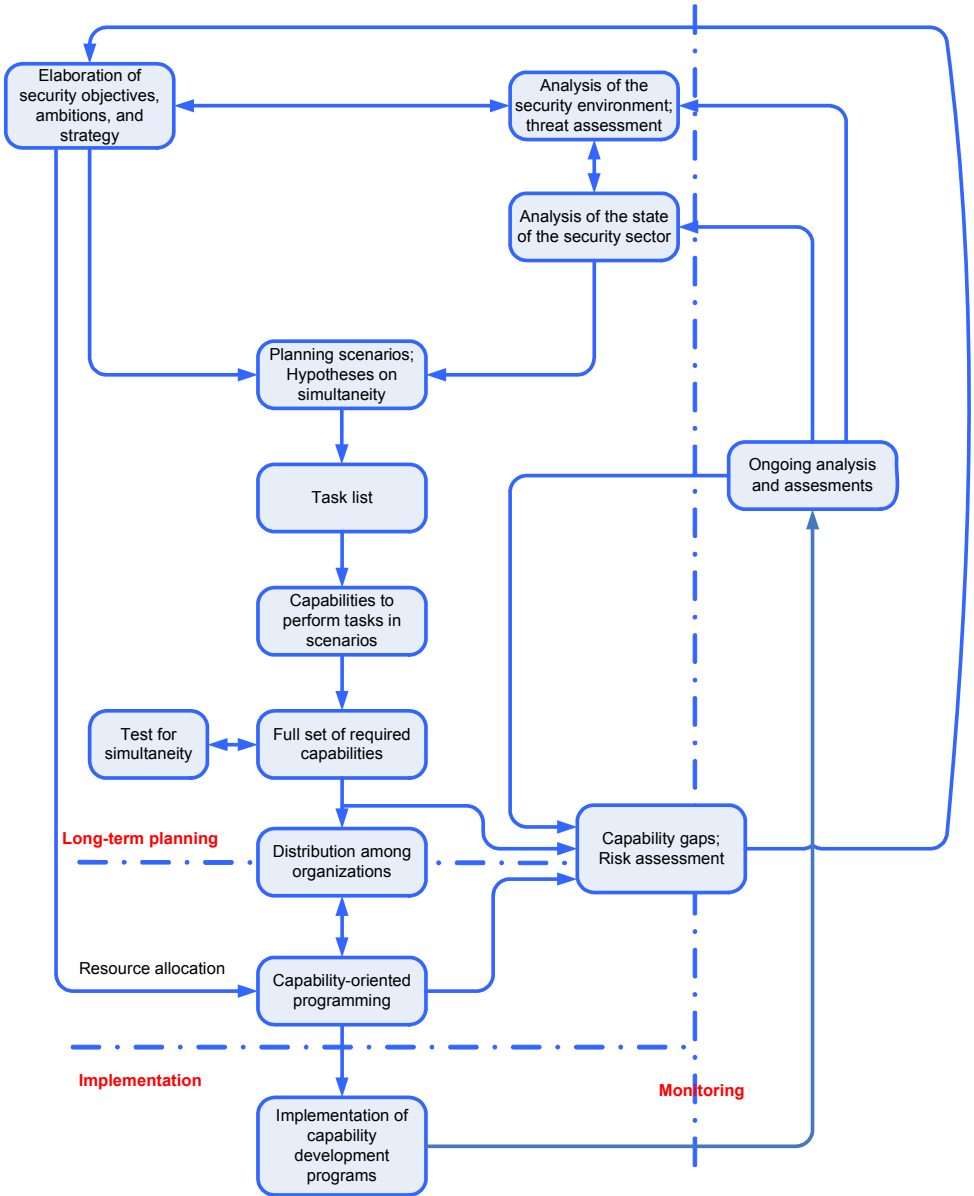 Elaboration of
security objectives,
ambitions, and
strategy
Analysis of the
security environment;
threat assessment
Analysis of the state
of the security sector
Planning scenarios;
Hypotheses on
simultaneity
Ongoing analysis
and assesments
Task list
Capabilities to
perform tasks in
scenarios
Test for
simultaneity
Full set of required
capabilities
Long-term planning
Distribution among
organizations
Capability gaps;
Risk assessment
Resource allocation
Capability-oriented
programming
Implementation
Monitoring
Implementation of
capability
development
programs